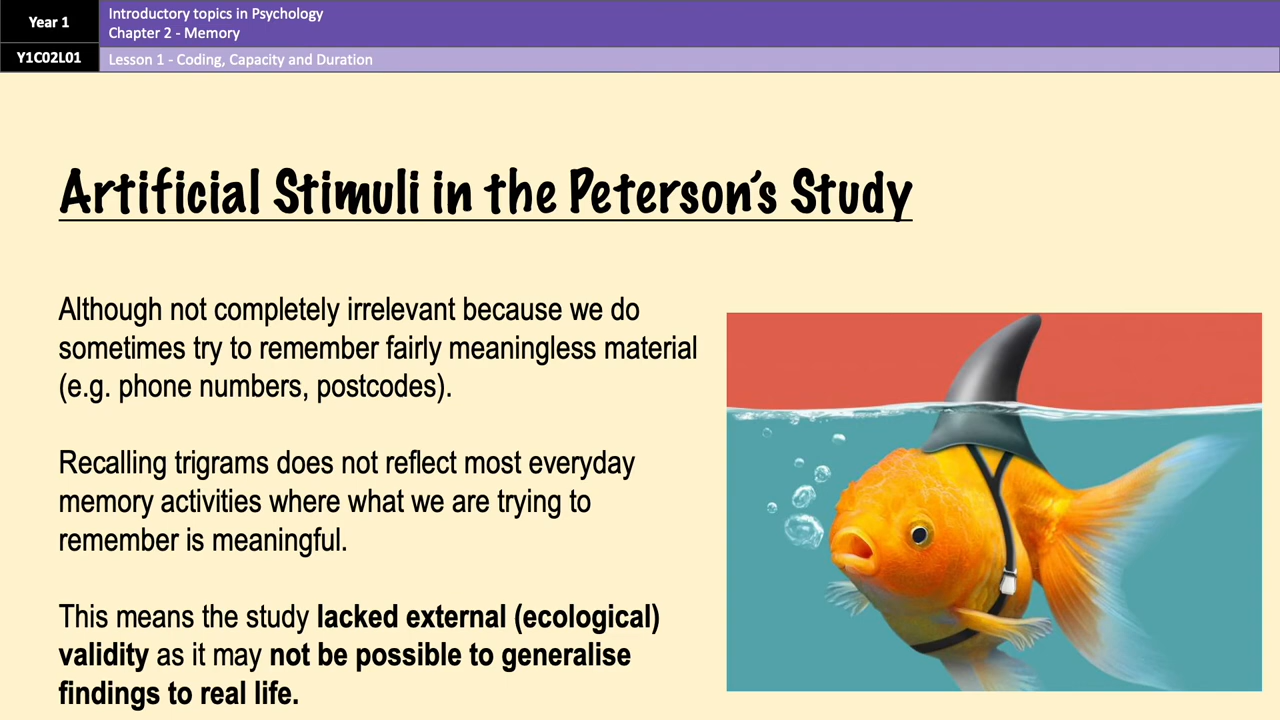 Year 1
Introductory topics in Psychology
Chapter 2 - Memory
Y1C02L01
Lesson 1 - Coding, Capacity and Duration
Artificial Stimuli in the Peterson's Study
Although not completely irrelevant because we do
sometimes try to remember fairly meaningless material
(e.g. phone numbers, postcodes).
Recalling trigrams does not reflect most everyday
memory activities where what we are trying to
remember is meaningful.
This means the study lacked external (ecological)
validity as it may not be possible to generalise
findings to real life.